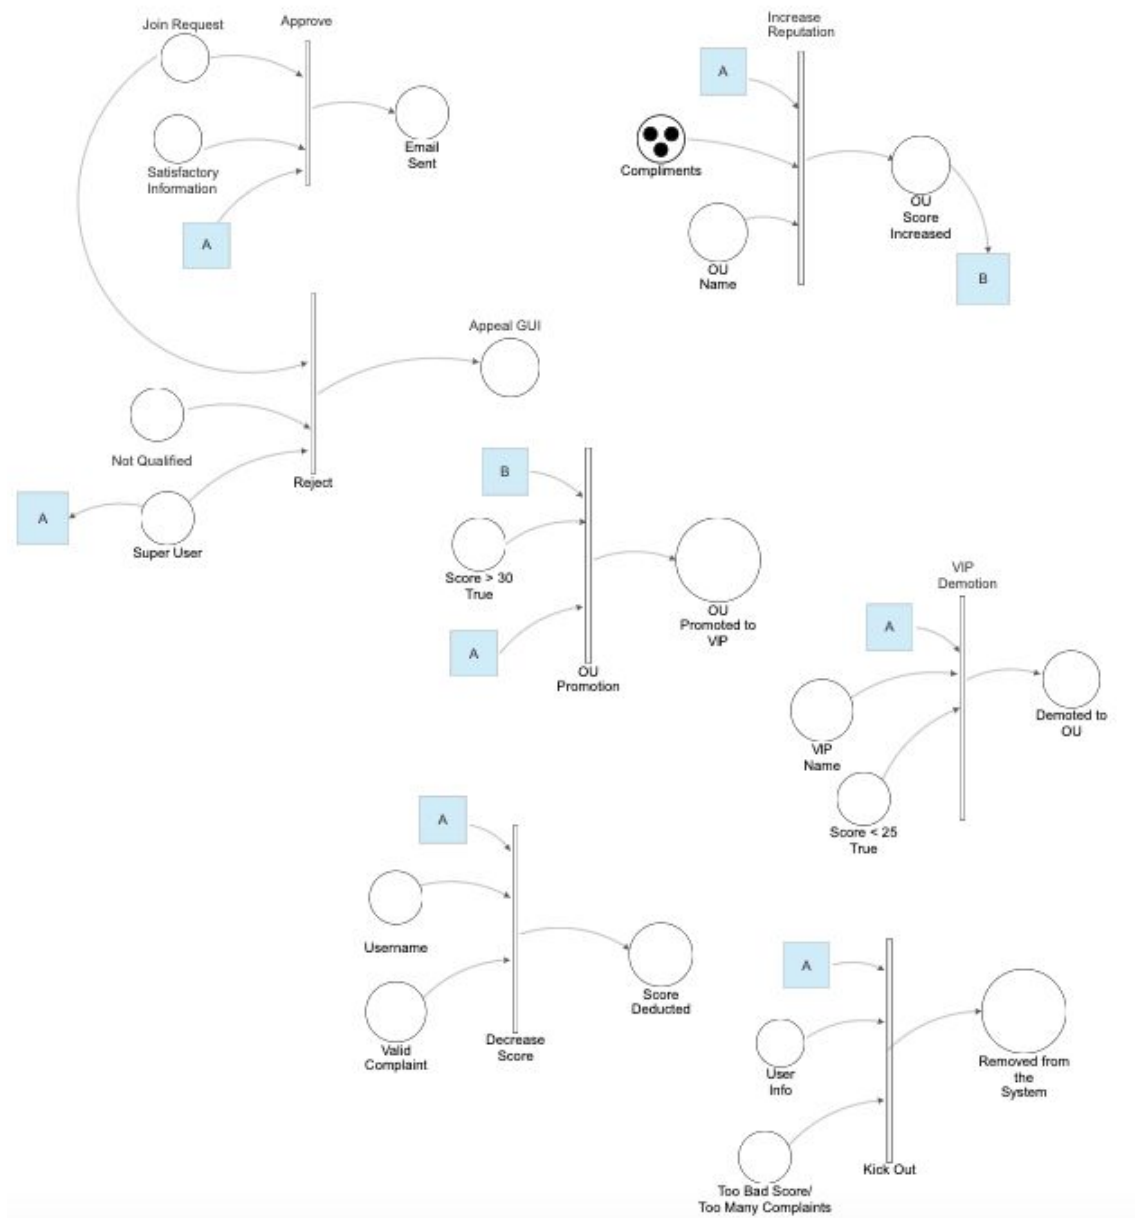 Join Request
Approve
Email
Sent
Satisfactory
Information
A
Increase
Reputation
A
Compliments
OU
Name
OU
Score
Increased
B
Appeal GUI
Not Qualified
Reject
A
Super User
B
Score > 30
True
A
OU
Promoted to
VIP
OU
Promotion
VIP
Demotion
A
VIP
Name
Demoted to
OU
Score < 25
True
A
Username
Valid
Complaint
Score
Deducted
Decrease
Score
A
User
Info
Removed from
the
System
Too Bad Score/
Too Many Complaints
Kick Out